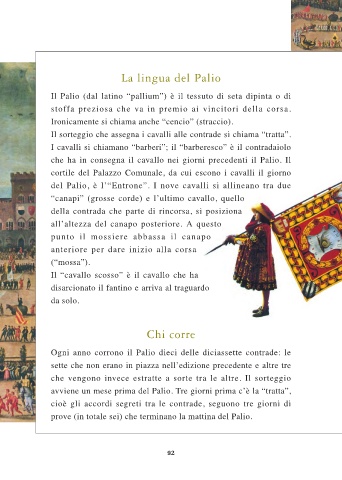 La lingua del Palio
Il Palio (dal latino “pallium”) è il tessuto di seta dipinta o di
stoffa preziosa che va in premio ai vincitori della corsa.
Ironicamente si chiama anche “cencio” (straccio).
Il sorteggio che assegna i cavalli alle contrade si chiama “tratta”.
I cavalli si chiamano “barberi”; il “barberesco” è il contradaiolo
che ha in consegna il cavallo nei giorni precedenti il Palio. Il
cortile del Palazzo Comunale, da cui escono i cavalli il giorno
del Palio, è l’“Entrone”. I nove cavalli si allineano tra due
“canapi” (grosse corde) e l’ultimo cavallo, quello
della contrada che parte di rincorsa, si posiziona
all’altezza del canapo posteriore. A questo
punto il mossiere abbassa il canapo
anteriore per dare inizio alla corsa
(“mossa”).
Il “cavallo scosso” è il cavallo che ha
disarcionato il fantino e arriva al traguardo
da solo.
Chi corre
Ogni anno corrono il Palio dieci delle diciassette contrade: le
sette che non erano in piazza nell’edizione precedente e altre tre
che vengono invece estratte a sorte tra le altre. Il sorteggio
avviene un mese prima del Palio. Tre giorni prima c’è la “tratta”,
cioè gli accordi segreti tra le contrade, seguono tre giorni di
prove (in totale sei) che terminano la mattina del Palio.
92